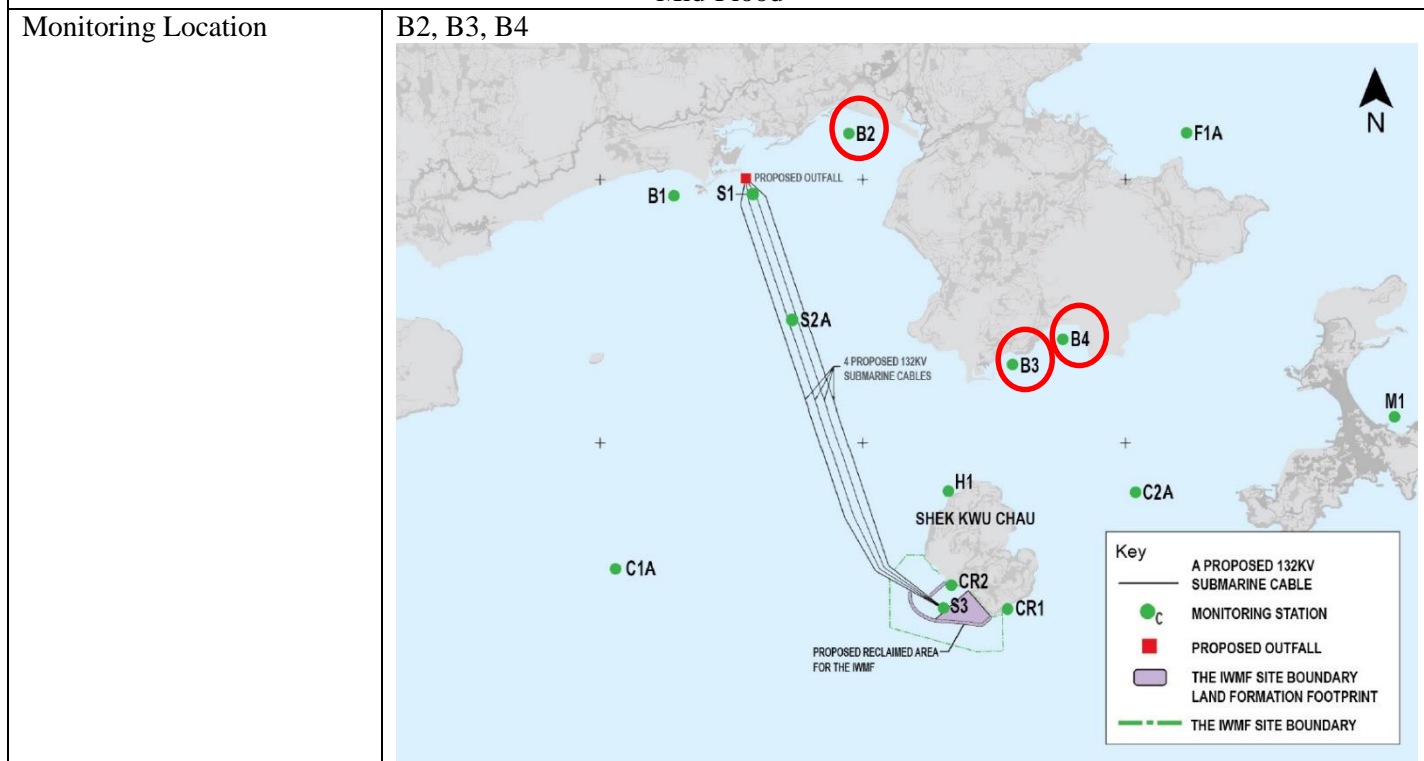 Monitoring Location
B2, B3, B4
N
B2
F1A
PROPOSED OUTFALL
B1
S1
S2A
B4
B3
4 PROPOSED 132KV
SUBMARINE CABLES
M1
H1
C2A
SHEK KWU CHAU
C1A
CR2
S3
CR1
PROPOSED RECLAIMED AREA
FOR THE IWMF
Key
A PROPOSED 132KV
SUBMARINE CABLE
C
MONITORING STATION
PROPOSED OUTFALL
THE IWMF SITE BOUNDARY
LAND FORMATION FOOTPRINT
THE IWMF SITE BOUNDARY